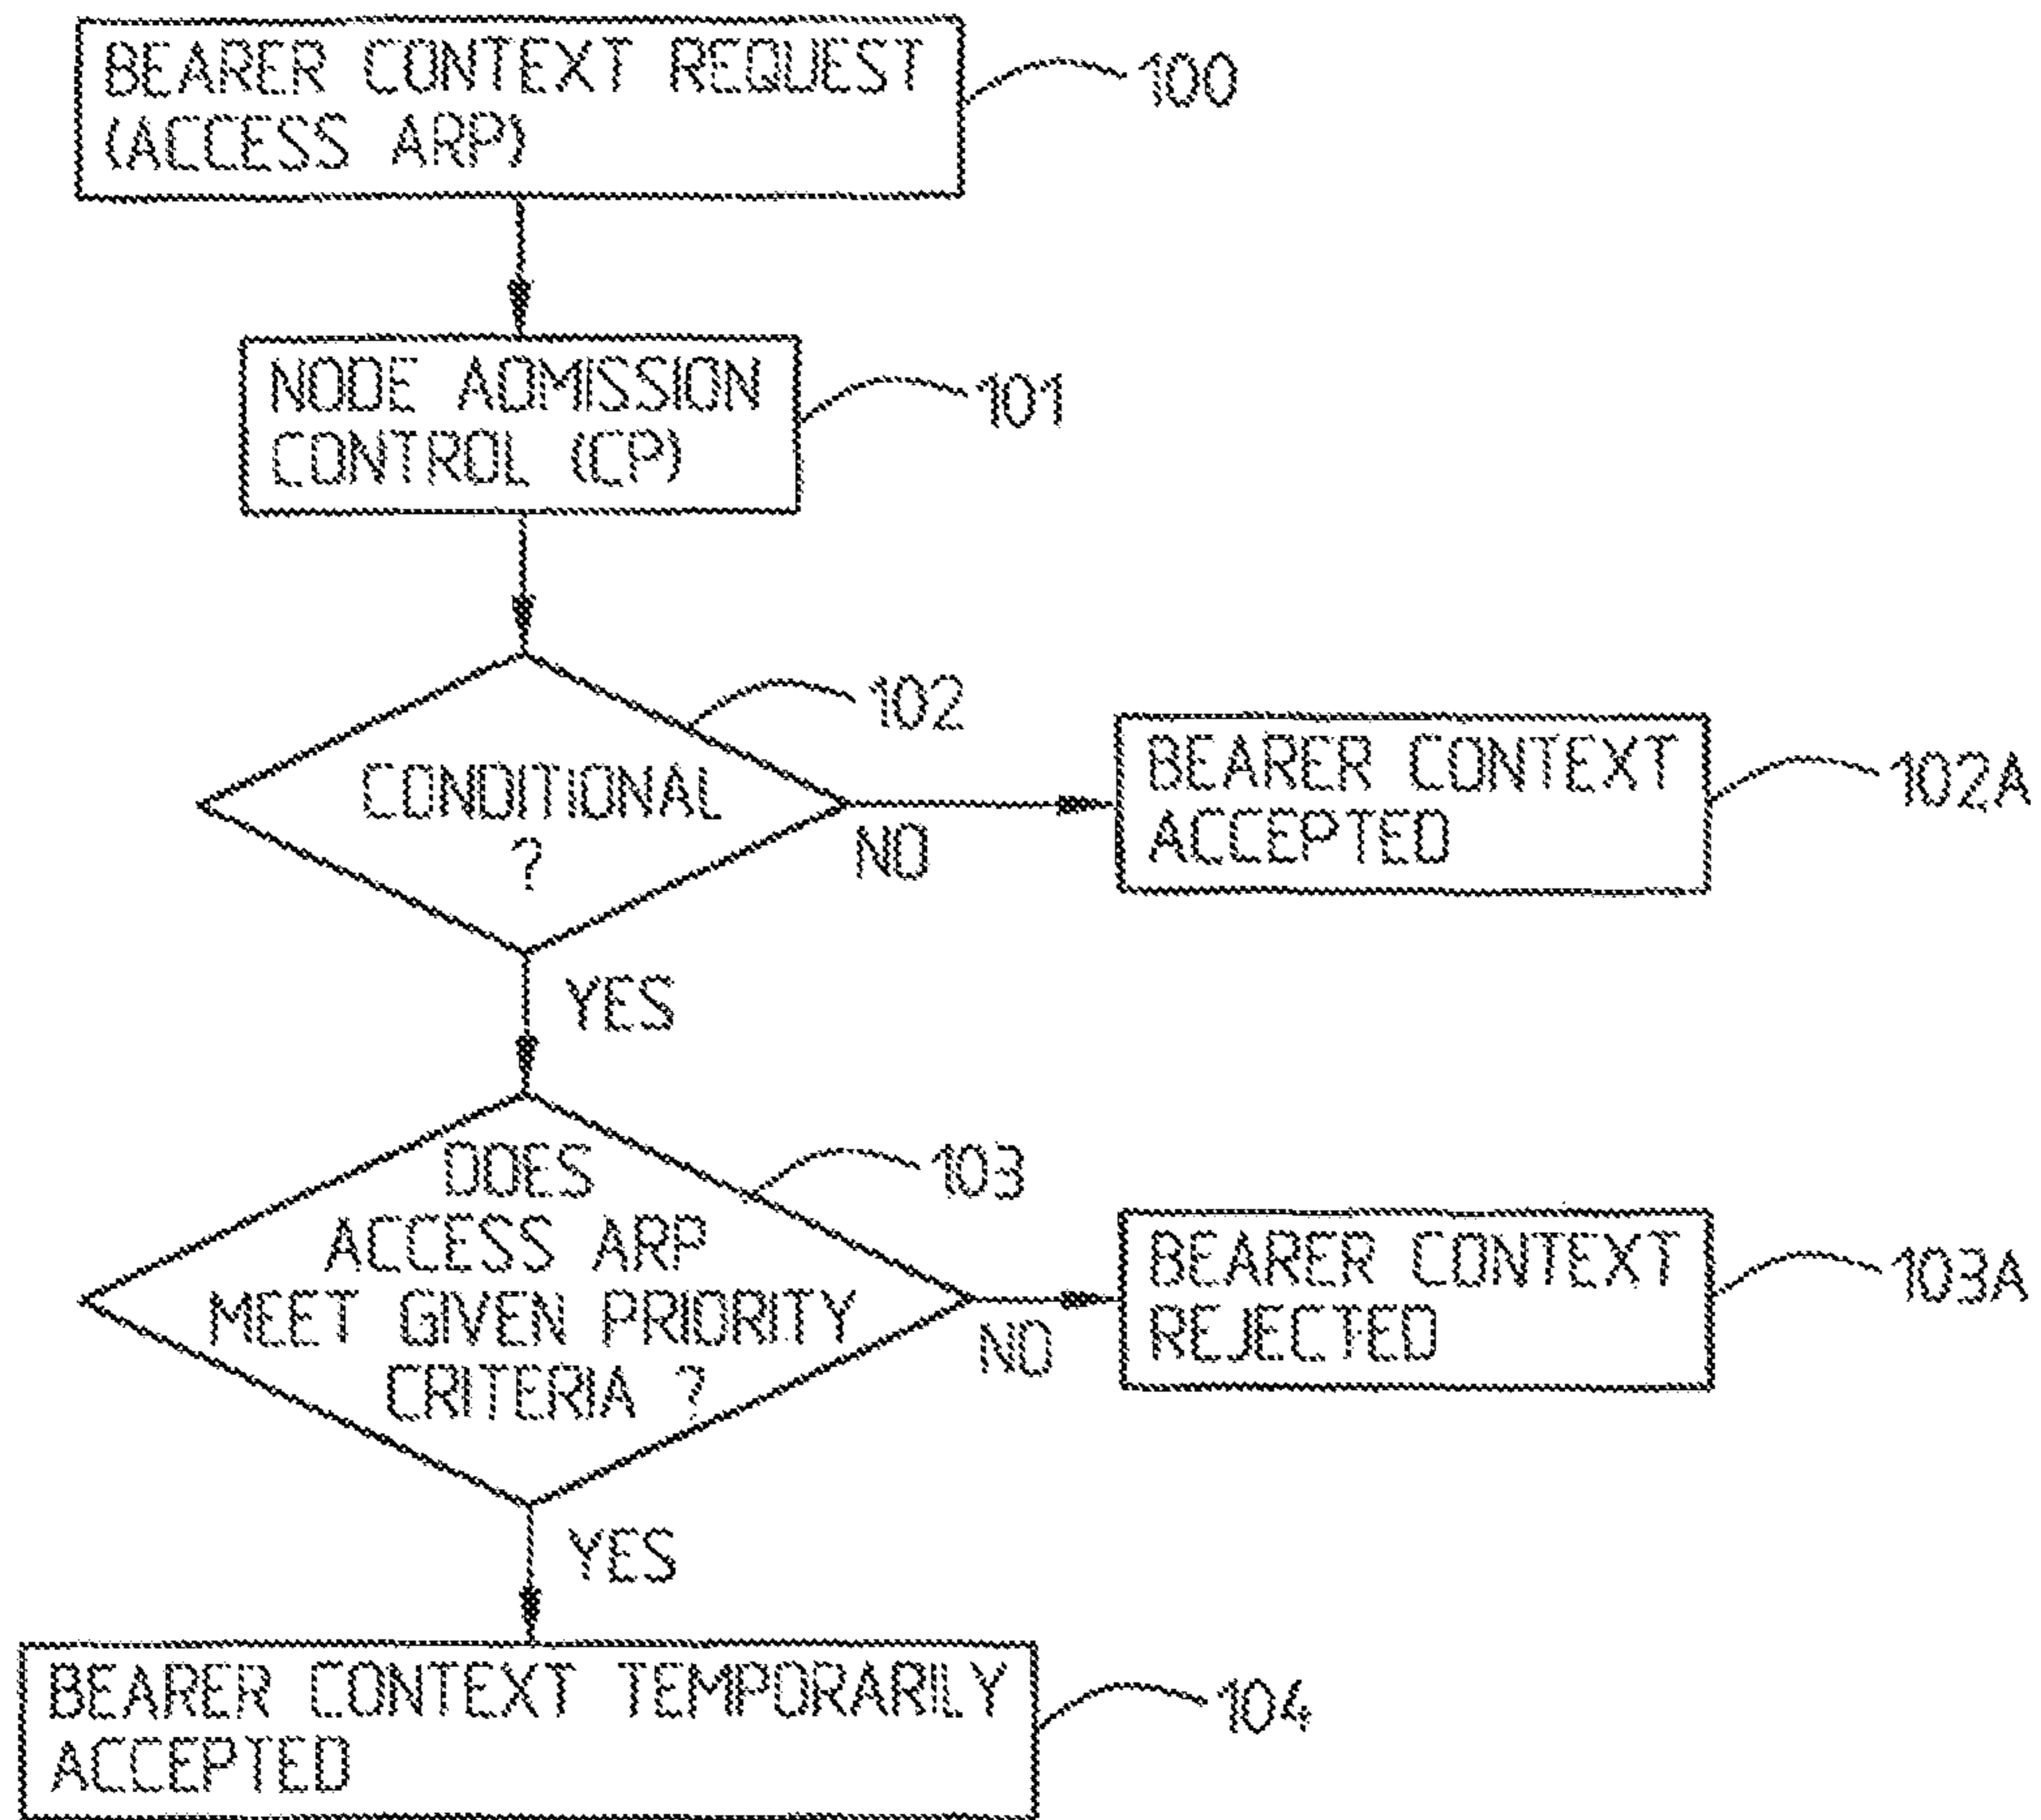 BEARER CONTEXT REQUEST
(ACCESS ARP)
100
NODE ADMISSION
CONTROL (CP)
101
102
CONDITIONAL
?
NO
BEARER CONTEXT
ACCEPTED
102A
YES
103
DOES
ACCESS ARP
MEET GIVEN PRIORITY
CRITERIA ?
NO
BEARER CONTEXT
REJECTED
103A
YES
BEARER CONTEXT TEMPORARILY
ACCEPTED
104